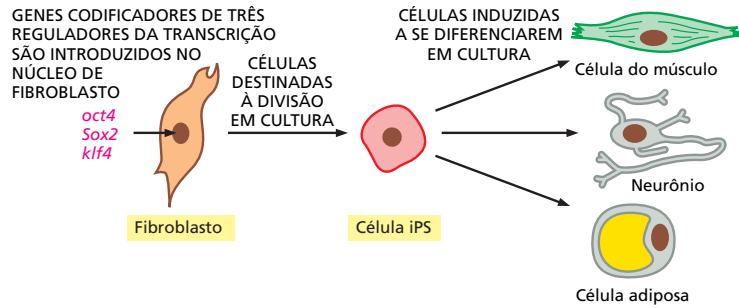 GENES CODIFICADORES DE TRÊS
REGULADORES DA TRANSCRIÇÃO
SÃO INTRODUZIDOS NO
NÚCLEO DE
FIBROBLASTO
oct4
Sox2
klf4
Fibroblasto
CÉLULAS
DESTINADAS
À DIVISÃO
EM CULTURA
Célula iPS
CÉLULAS INDUZIDAS
A SE DIFERENCIAREM
EM CULTURA
Célula do músculo
Neurônio
Célula adiposa